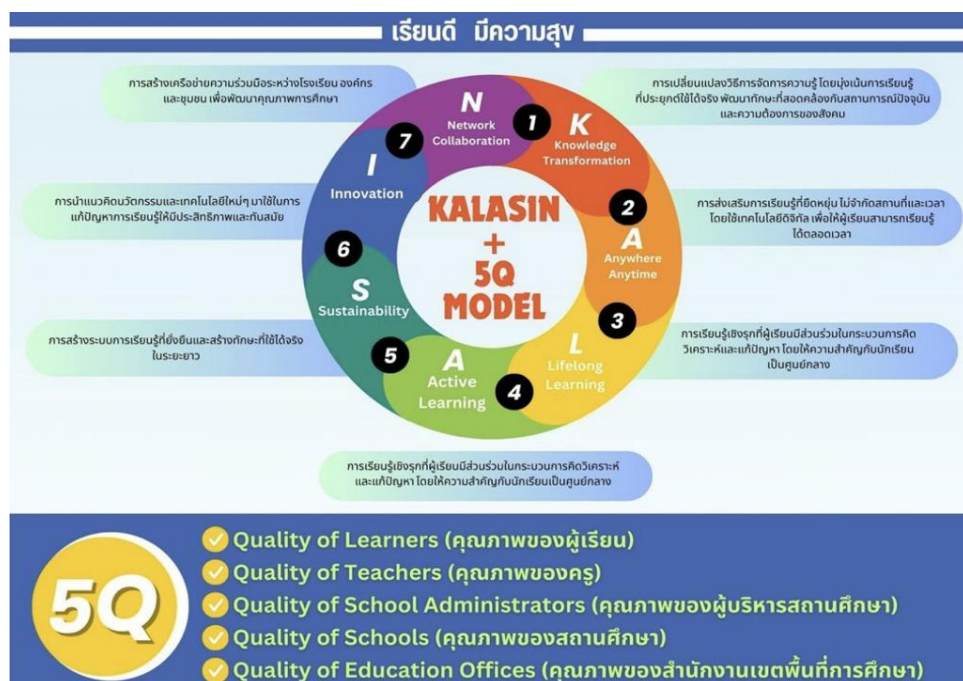 เรียนดี มีความสุข
การสร้างเครือข่ายความร่วมมือระหว่างโรงเรียน องค์กร
และชุมชน เพื่อพัฒนาคุณภาพการศึกษา
การเปลี่ยนแปลงวิธีการจัดการความรู้ โดยมุ่งเน้นการเรียนรู้
ที่ประยุกต์ใช้ได้จริง พัฒนาทักษะที่สอดคล้องกับสถานการณ์ปัจจุบัน
และความต้องการของสังคม
N
Network
Collaboration
1
K
Knowledge
Transformation
7
I
Innovation
การนำแนวคิดนวัตกรรมและเทคโนโลยีใหม่ๆ มาใช้ในการ
แก้ปัญหาการเรียนรู้ให้มีประสิทธิภาพและทันสมัย
KALASIN
+
5Q
MODEL
2
A
Anywhere
Anytime
การส่งเสริมการเรียนรู้ที่ยืดหยุ่น ไม่จำกัดสถานที่และเวลา
โดยใช้เทคโนโลยีดิจิทัล เพื่อให้ผู้เรียนสามารถเรียนรู้
ได้ตลอดเวลา
6
S
Sustainability
การสร้างระบบการเรียนรู้ที่ยั่งยืนและสร้างทักษะที่ใช้ได้จริง
ในระยะยาว
3
L
Lifelong
Learning
การเรียนรู้เชิงรุกที่ผู้เรียนมีส่วนร่วมในกระบวนการคิด
วิเคราะห์และแก้ปัญหา โดยให้ความสำคัญกับนักเรียน
เป็นศูนย์กลาง
5
A
Active
Learning
4
การเรียนรู้เชิงรุกที่ผู้เรียนมีส่วนร่วมในกระบวนการคิดวิเคราะห์
และแก้ปัญหา โดยให้ความสำคัญกับนักเรียนเป็นศูนย์กลาง
5Q
Quality of Learners (คุณภาพของผู้เรียน)
Quality of Teachers (คุณภาพของครู)
Quality of School Administrators (คุณภาพของผู้บริหารสถานศึกษา)
Quality of Schools (คุณภาพของสถานศึกษา)
Quality of Education Offices (คุณภาพของสำนักงานเขตพื้นที่การศึกษา)